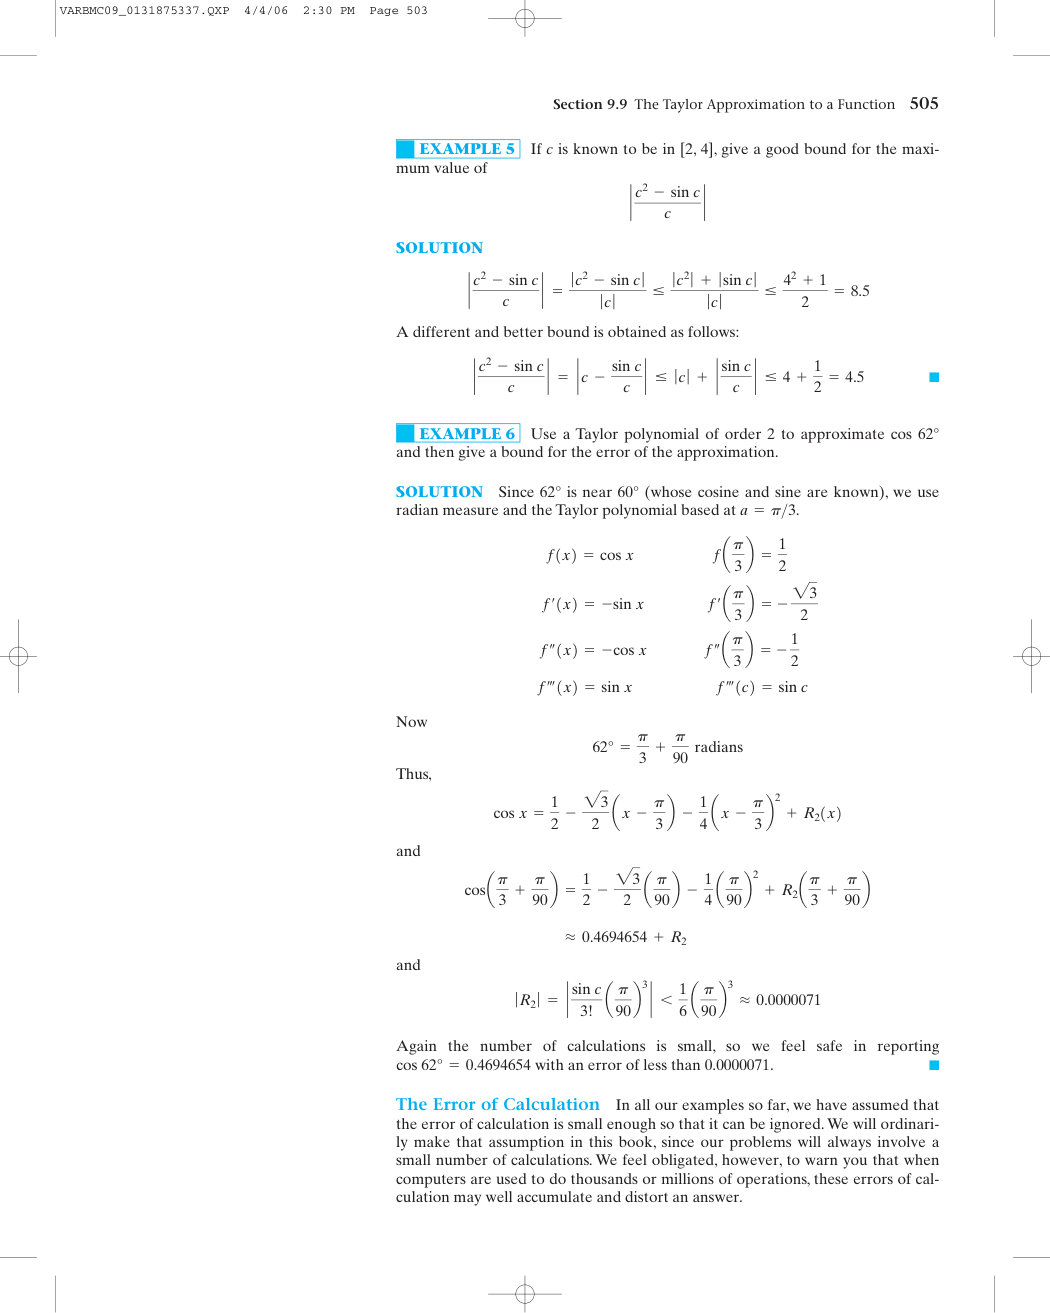 VARBMC09_0131875337.QXP 4/4/06 2:30 PM Page 503
Section 9.9 The Taylor Approximation to a Function 505
EXAMPLE 5 If c is known to be in [2, 4], give a good bound for the maxi-
mum value of
|(c² − sin c)/c|
SOLUTION
|(c² − sin c)/c| = |c² − sin c|/|c| ≤ (|c²| + |sin c|)/|c| ≤ (4² + 1)/2 = 8.5
A different and better bound is obtained as follows:
|(c² − sin c)/c| = |c − (sin c)/c| ≤ |c| + |(sin c)/c| ≤ 4 + 1/2 = 4.5
EXAMPLE 6 Use a Taylor polynomial of order 2 to approximate cos 62°
and then give a bound for the error of the approximation.
SOLUTION Since 62° is near 60° (whose cosine and sine are known), we use
radian measure and the Taylor polynomial based at a = π/3.
f(x) = cos x f(π/3) = 1/2
f′(x) = −sin x f′(π/3) = −√3/2
f″(x) = −cos x f″(π/3) = −1/2
f‴(x) = sin x f‴(c) = sin c
Now
62° = π/3 + π/90 radians
Thus,
cos x = 1/2 − √3/2 (x − π/3) − 1/4 (x − π/3)² + R₂(x)
and
cos(π/3 + π/90) = 1/2 − √3/2 (π/90) − 1/4 (π/90)² + R₂(π/3 + π/90)
≈ 0.4694654 + R₂
and
|R₂| = |(sin c)/3! (π/90)³| < 1/6 (π/90)³ ≈ 0.0000071
Again the number of calculations is small, so we feel safe in reporting
cos 62° = 0.4694654 with an error of less than 0.0000071.
The Error of Calculation In all our examples so far, we have assumed that
the error of calculation is small enough so that it can be ignored. We will ordinari-
ly make that assumption in this book, since our problems will always involve a
small number of calculations. We feel obligated, however, to warn you that when
computers are used to do thousands or millions of operations, these errors of cal-
culation may well accumulate and distort an answer.